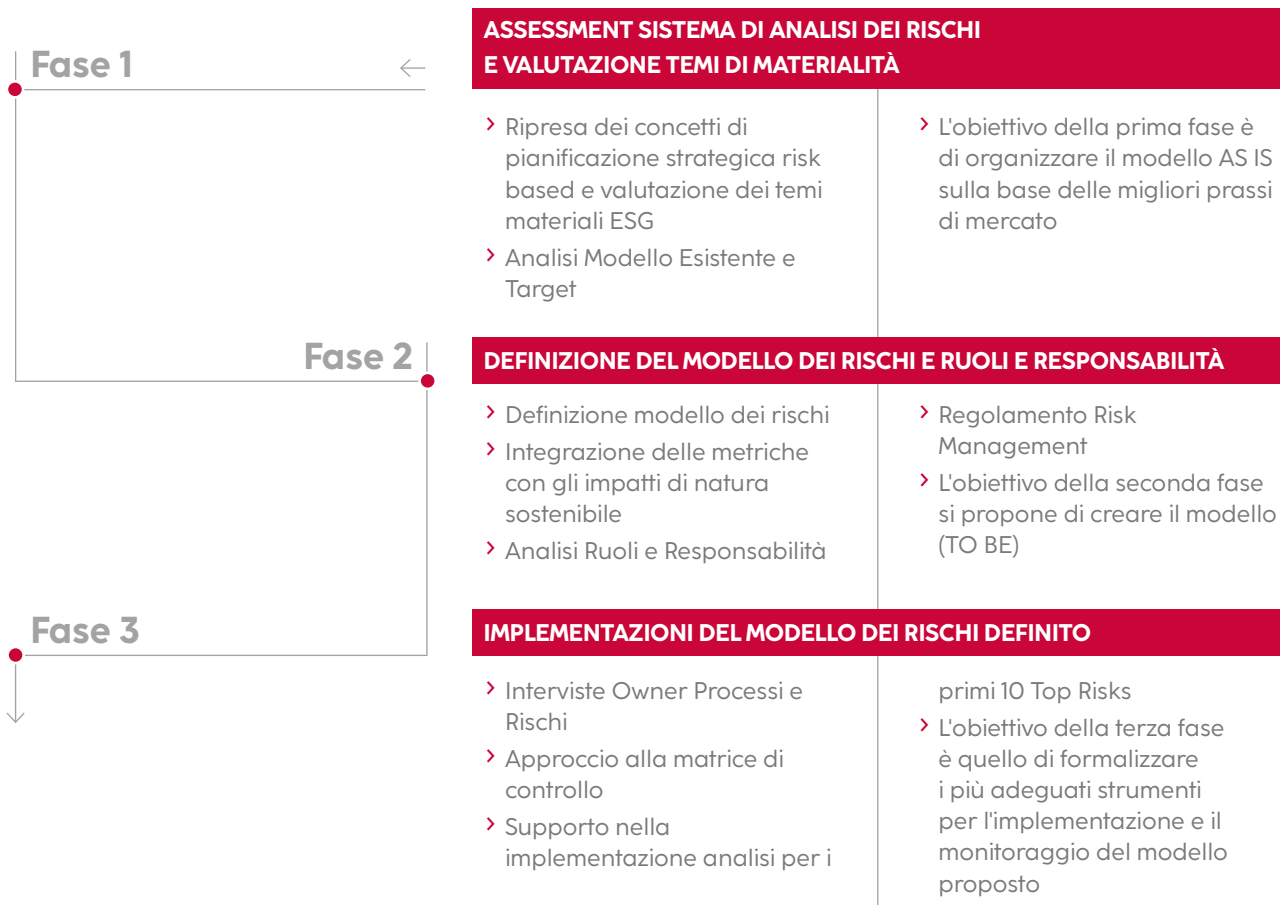 Fase 1
ASSESSMENT SISTEMA DI ANALISI DEI RISCHI
E VALUTAZIONE TEMI DI MATERIALITÀ
Ripresa dei concetti di
pianificazione strategica risk
based e valutazione dei temi
materiali ESG
Analisi Modello Esistente e
Target
L'obiettivo della prima fase è
di organizzare il modello AS IS
sulla base delle migliori prassi
di mercato
Fase 2
DEFINIZIONE DEL MODELLO DEI RISCHI E RUOLI E RESPONSABILITÀ
Definizione modello dei rischi
Integrazione delle metriche
con gli impatti di natura
sostenibile
Analisi Ruoli e Responsabilità
Regolamento Risk
Management
L'obiettivo della seconda fase
si propone di creare il modello
(TO BE)
Fase 3
IMPLEMENTAZIONI DEL MODELLO DEI RISCHI DEFINITO
Interviste Owner Processi e
Rischi
Approccio alla matrice di
controllo
Supporto nella
implementazione analisi per i
primi 10 Top Risks
L'obiettivo della terza fase
è quello di formalizzare
i più adeguati strumenti
per l'implementazione e il
monitoraggio del modello
proposto